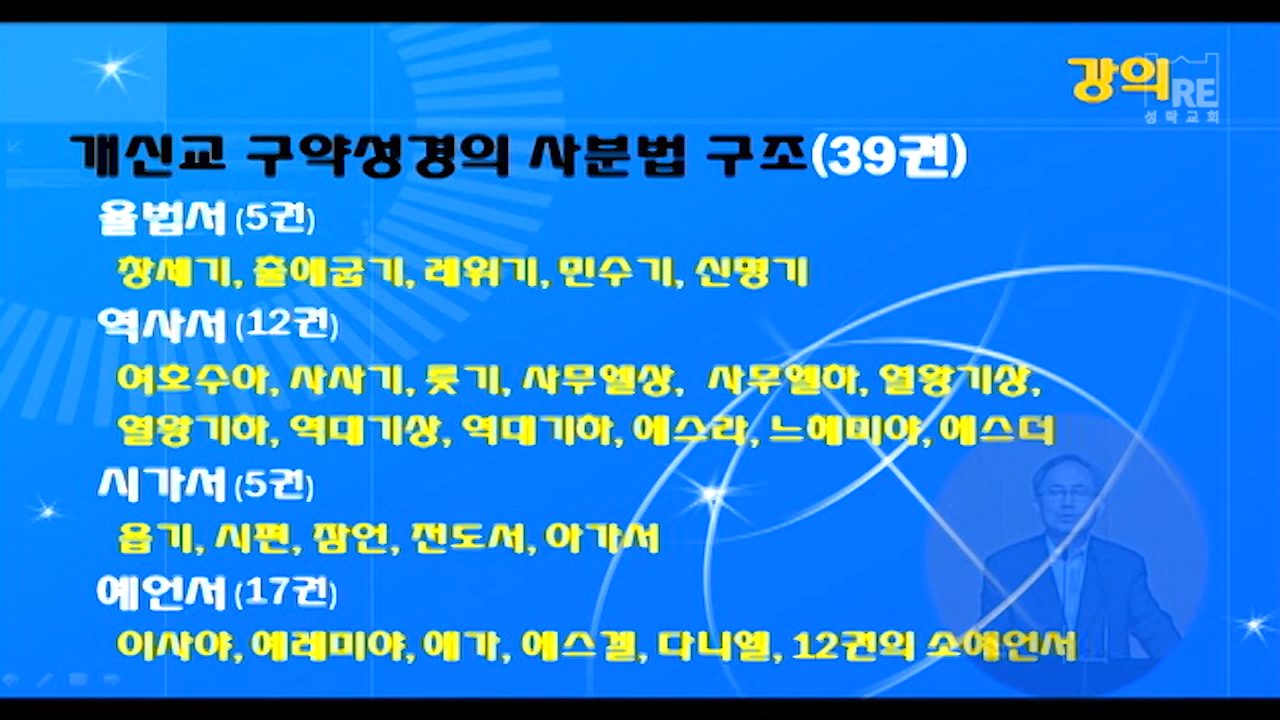 강의
RE
성락교회
개신교 구약성경의 사분법 구조(39권)
율법서 (5권)
창세기, 출애굽기, 레위기, 민수기, 신명기
역사서 (12권)
여호수아, 사사기, 룻기, 사무엘상, 사무엘하, 열왕기상,
열왕기하, 역대기상, 역대기하, 에스라, 느헤미야, 에스더
시가서 (5권)
욥기, 시편, 잠언, 전도서, 아가서
예언서 (17권)
이사야, 예레미야, 애가, 에스겔, 다니엘, 12권의 소예언서